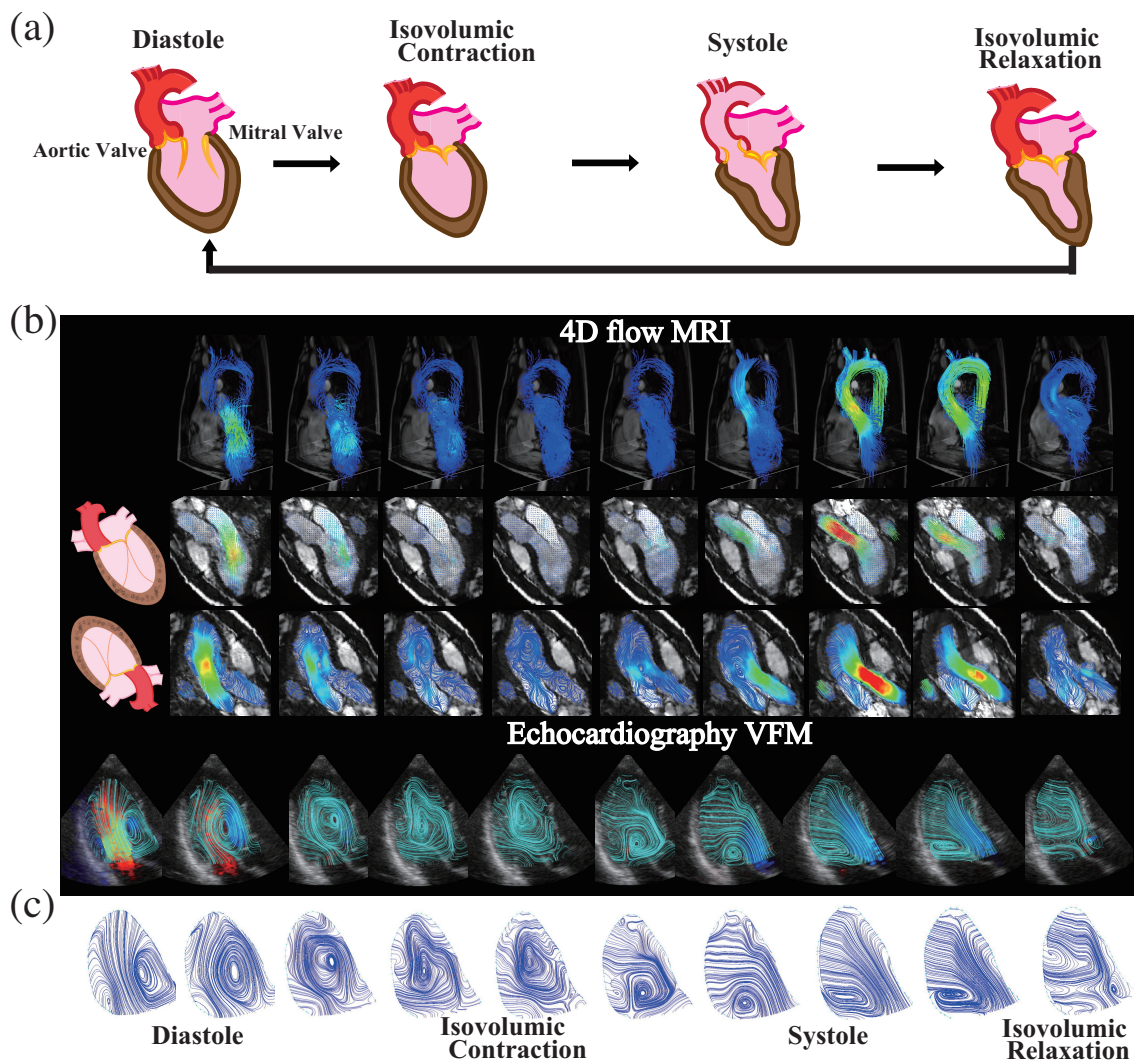 (a)
Diastole
Isovolumic
Contraction
Systole
Isovolumic
Relaxation
Mitral Valve
Aortic Valve
(b)
4D flow MRI
Echocardiography VFM
(c)
Diastole
Isovolumic
Contraction
Systole
Isovolumic
Relaxation